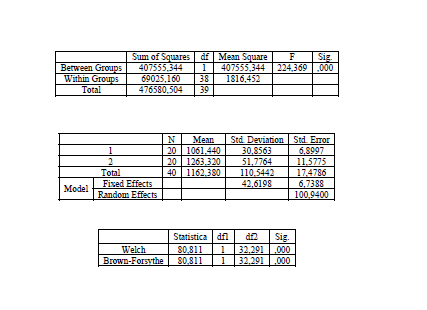 Sum of Squares df Mean Square F Sig.
Between Groups 407555,344 1 407555,344 224,369 ,000
Within Groups 69025,160 38 1816,452
Total 476580,504 39
N Mean Std. Deviation Std. Error
1 20 1061,440 30,8563 6,8997
2 20 1263,320 51,7764 11,5775
Total 40 1162,380 110,5442 17,4786
Model Fixed Effects 42,6198 6,7388
Random Effects 100,9400
Statistica df1 df2 Sig.
Welch 80,811 1 32,291 ,000
Brown-Forsythe 80,811 1 32,291 ,000